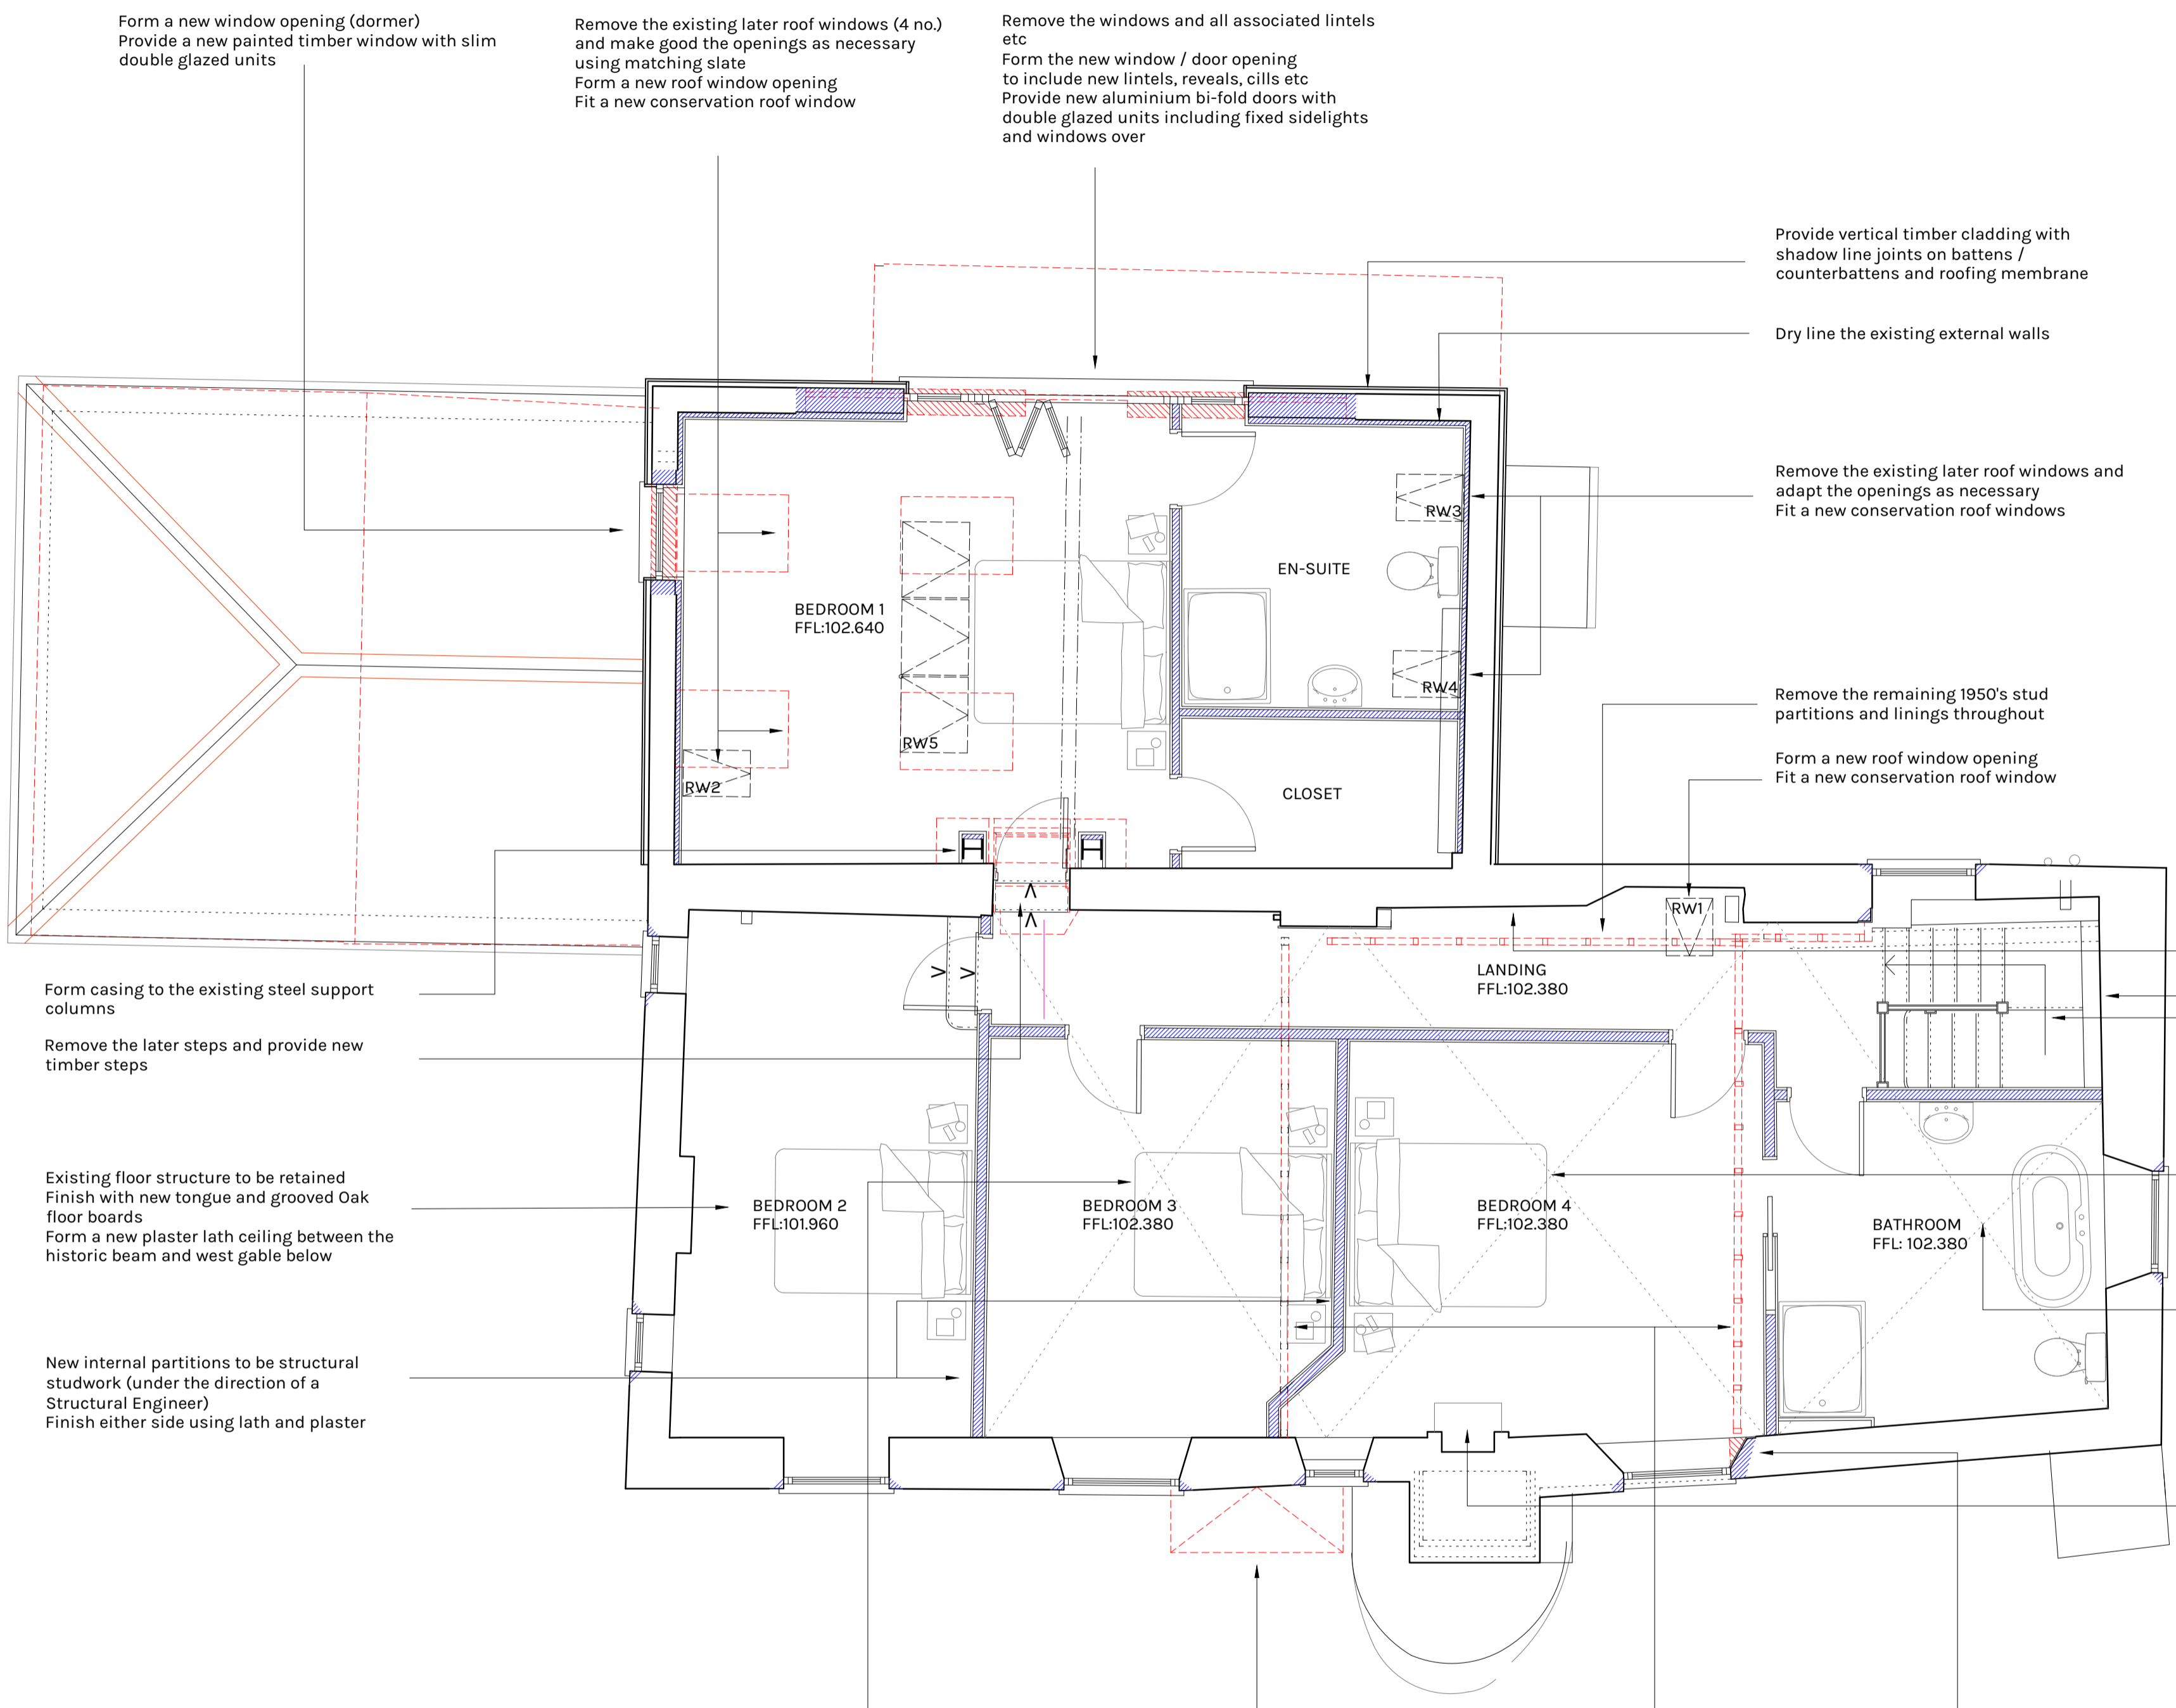 Form a new window opening (dormer)
Provide a new painted timber window with slim
double glazed units
Remove the existing later roof windows (4 no.)
and make good the openings as necessary
using matching slate
Form a new roof window opening
Fit a new conservation roof window
Remove the windows and all associated lintels
etc
Form the new window / door opening
to include new lintels, reveals, cills etc
Provide new aluminium bi-fold doors with
double glazed units including fixed sidelights
and windows over
Provide vertical timber cladding with
shadow line joints on battens /
counterbattens and roofing membrane
Dry line the existing external walls
Remove the existing later roof windows and
adapt the openings as necessary
Fit a new conservation roof windows
RW3
EN-SUITE
BEDROOM 1
FFL:102.640
RW4
Remove the remaining 1950's stud
partitions and linings throughout
RW5
Form a new roof window opening
Fit a new conservation roof window
RW2
CLOSET
RW1
LANDING
FFL:102.380
Form casing to the existing steel support
columns
Remove the later steps and provide new
timber steps
Existing floor structure to be retained
Finish with new tongue and grooved Oak
floor boards
Form a new plaster lath ceiling between the
historic beam and west gable below
BEDROOM 2
FFL:101.960
BEDROOM 3
FFL:102.380
BEDROOM 4
FFL:102.380
BATHROOM
FFL: 102.380
New internal partitions to be structural
studwork (under the direction of a
Structural Engineer)
Finish either side using lath and plaster